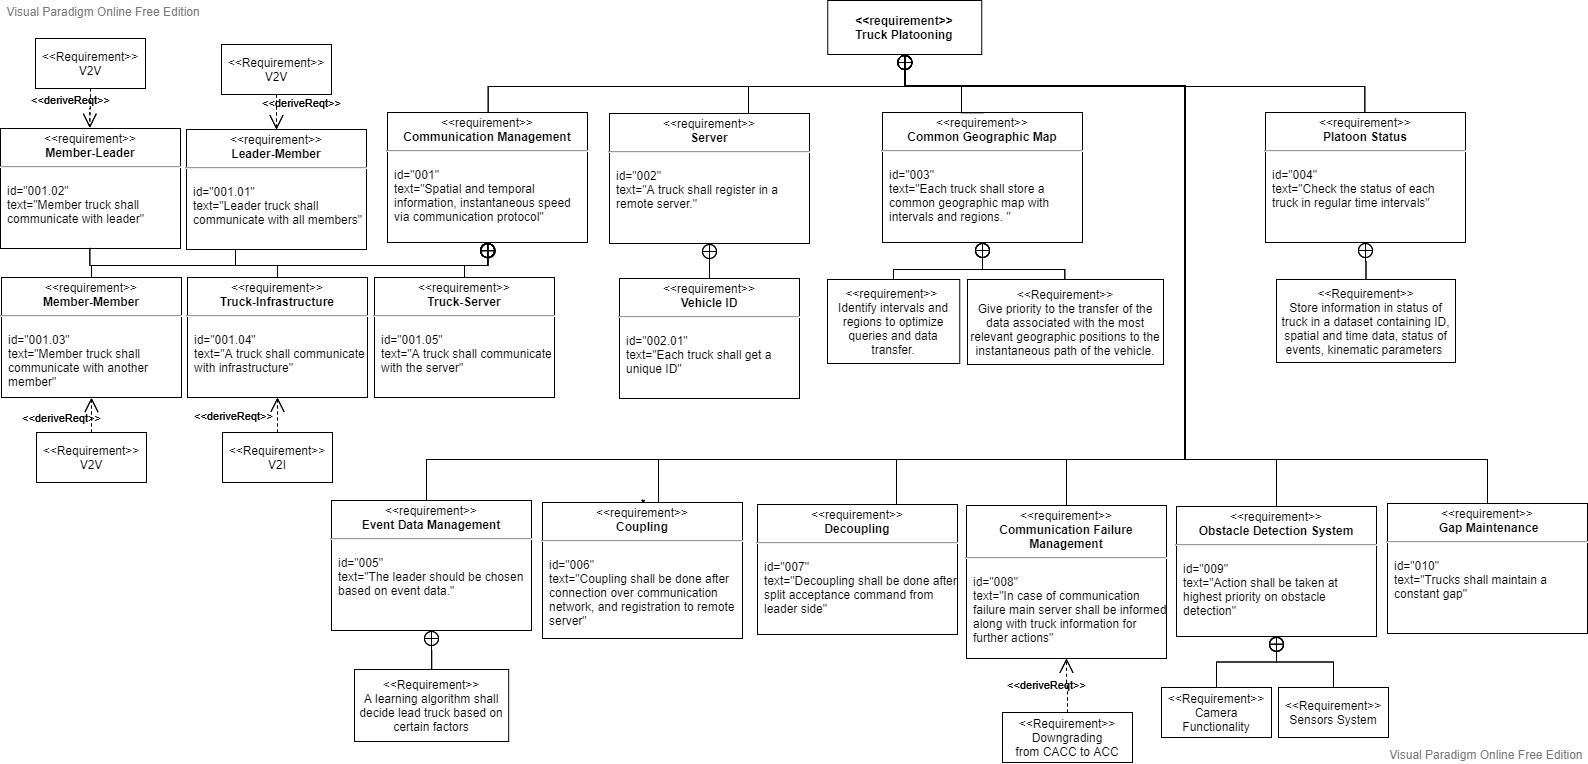 Visual Paradigm Online Free Edition
<<requirement>>
Truck Platooning
<<Requirement>>
V2V
<<deriveReqt>>
<<Requirement>>
V2V
<<deriveReqt>>
<<requirement>>
Member-Leader
id="001.02"
text="Member truck shall
communicate with leader"
<<requirement>>
Leader-Member
id="001.01"
text="Leader truck shall
communicate with all members"
<<requirement>>
Communication Management
id="001"
text="Spatial and temporal
information, instantaneous speed
via communication protocol"
<<requirement>>
Server
id="002"
text="A truck shall register in a
remote server."
<<requirement>>
Common Geographic Map
id="003"
text="Each truck shall store a
common geographic map with
intervals and regions. "
<<requirement>>
Platoon Status
id="004"
text="Check the status of each
truck in regular time intervals"
<<requirement>>
Member-Member
id="001.03"
text="Member truck shall
communicate with another
member"
<<requirement>>
Truck-Infrastructure
id="001.04"
text="A truck shall communicate
with infrastructure"
<<requirement>>
Truck-Server
id="001.05"
text="A truck shall communicate
with the server"
<<requirement>>
Vehicle ID
id="002.01"
text="Each truck shall get a
unique ID"
<<Requirement>>
Identify intervals and
regions to optimize
queries and data
transfer.
<<Requirement>>
Give priority to the transfer of the
data associated with the most
relevant geographic positions to the
instantaneous path of the vehicle.
<<Requirement>>
Store information in status of
truck in a dataset containing ID,
spatial and time data, status of
events, kinematic parameters
<<deriveReqt>>
<<Requirement>>
V2V
<<deriveReqt>>
<<Requirement>>
V2I
<<requirement>>
Event Data Management
id="005"
text="The leader should be chosen
based on event data."
<<requirement>>
Coupling
id="006"
text="Coupling shall be done after
connection over communication
network, and registration to remote
server"
<<requirement>>
Decoupling
id="007"
text="Decoupling shall be done after
split acceptance command from
leader side"
<<requirement>>
Communication Failure
Management
id="008"
text="In case of communication
failure main server shall be informed
along with truck information for
further actions"
<<requirement>>
Obstacle Detection System
id="009"
text="Action shall be taken at
highest priority on obstacle
detection"
<<requirement>>
Gap Maintenance
id="010"
text="Trucks shall maintain a
constant gap"
<<Requirement>>
A learning algorithm shall
decide lead truck based on
certain factors
<<deriveReqt>>
<<Requirement>>
Downgrading
from CACC to ACC
<<Requirement>>
Camera
Functionality
<<Requirement>>
Sensors System
Visual Paradigm Online Free Edition